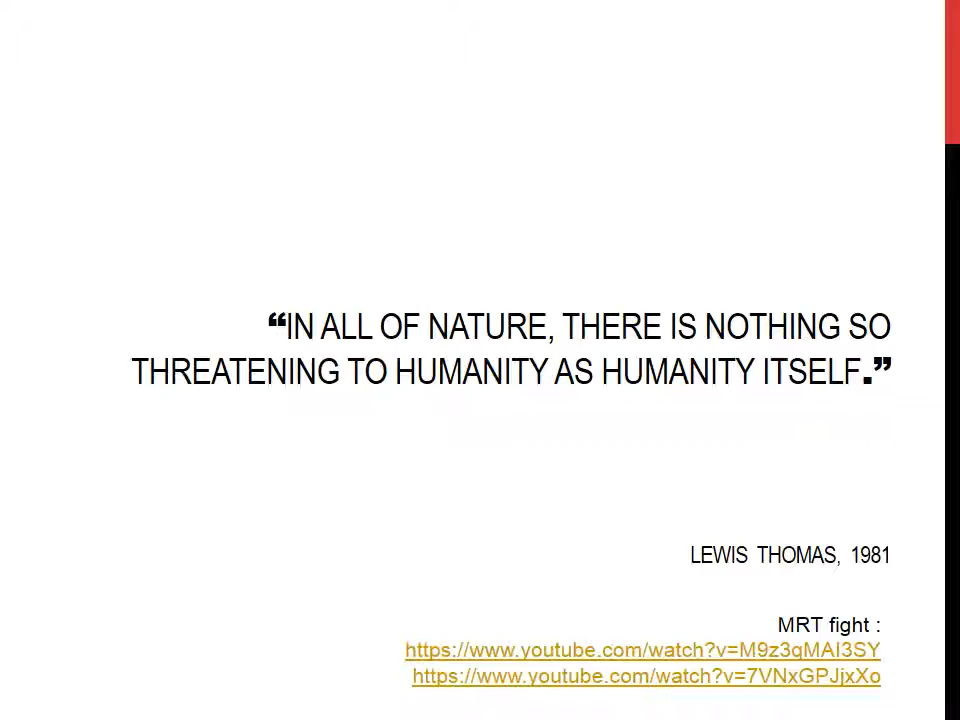 “IN ALL OF NATURE, THERE IS NOTHING SO
THREATENING TO HUMANITY AS HUMANITY ITSELF.”
LEWIS THOMAS, 1981
MRT fight :
https://www.youtube.com/watch?v=M9z3qMAI3SY
https://www.youtube.com/watch?v=7VNxGPJjxXo